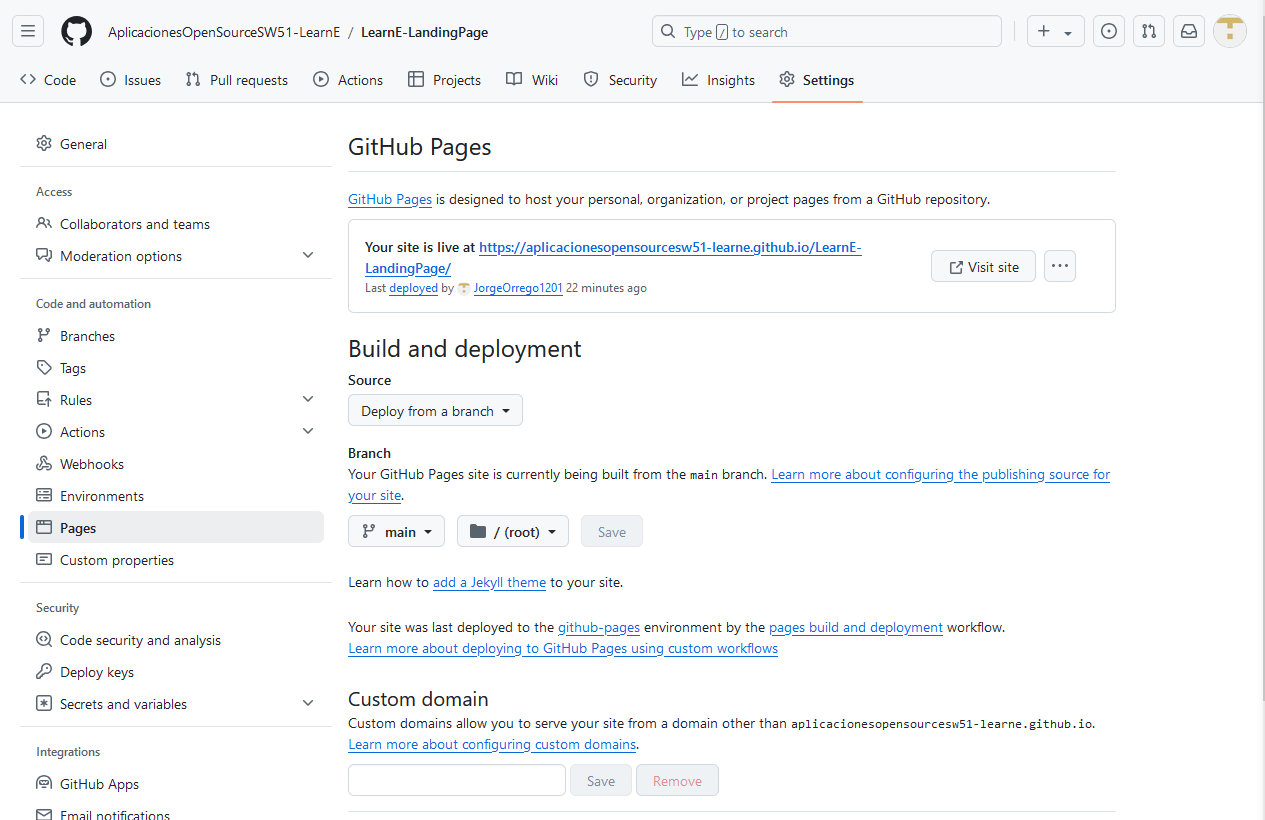 AplicacionesOpenSourceSW51-LearnE / LearnE-LandingPage
Type / to search
Code
Issues
Pull requests
Actions
Projects
Wiki
Security
Insights
Settings
General
Access
Collaborators and teams
Moderation options
Code and automation
Branches
Tags
Rules
Actions
Webhooks
Environments
Pages
Custom properties
Security
Code security and analysis
Deploy keys
Secrets and variables
Integrations
GitHub Apps
Email notifications
GitHub Pages
GitHub Pages is designed to host your personal, organization, or project pages from a GitHub repository.
Your site is live at https://aplicacionesopensourcesw51-learne.github.io/LearnE-
LandingPage/
Last deployed by JorgeOrrego1201 22 minutes ago
Visit site
Build and deployment
Source
Deploy from a branch
Branch
Your GitHub Pages site is currently being built from the main branch. Learn more about configuring the publishing source for
your site.
main
/ (root)
Save
Learn how to add a Jekyll theme to your site.
Your site was last deployed to the github-pages environment by the pages build and deployment workflow.
Learn more about deploying to GitHub Pages using custom workflows
Custom domain
Custom domains allow you to serve your site from a domain other than aplicacionesopensourcesw51-learne.github.io.
Learn more about configuring custom domains.
Save
Remove